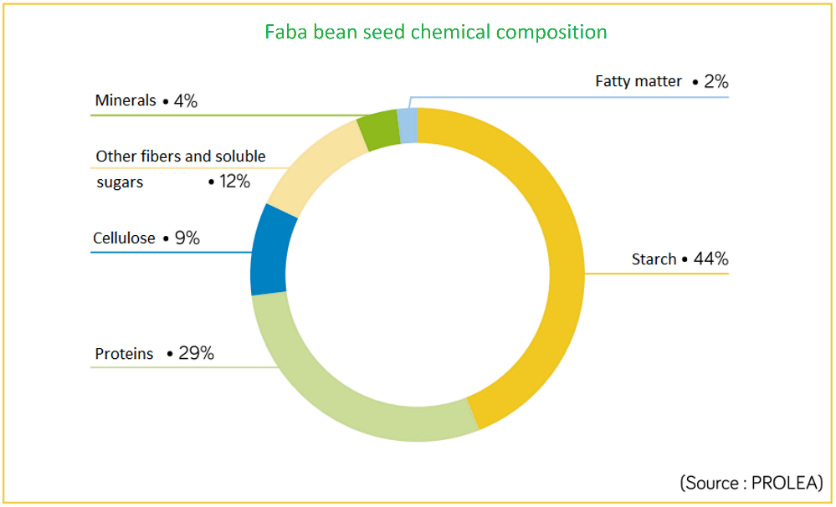 Faba bean seed chemical composition
Fatty matter • 2%
Minerals • 4%
Other fibers and soluble
sugars • 12%
Cellulose • 9%
Starch • 44%
Proteins • 29%
(Source : PROLEA)